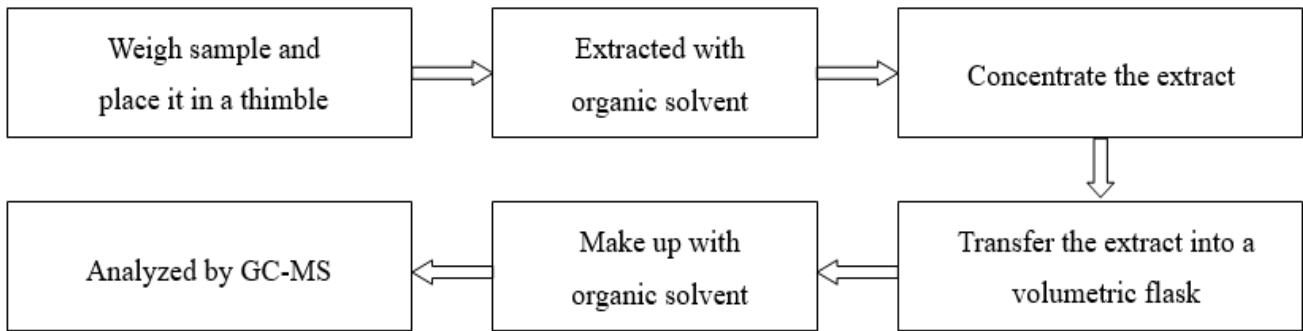 Weigh sample and
place it in a thimble
Extracted with
organic solvent
Concentrate the extract
Transfer the extract into a
volumetric flask
Make up with
organic solvent
Analyzed by GC-MS